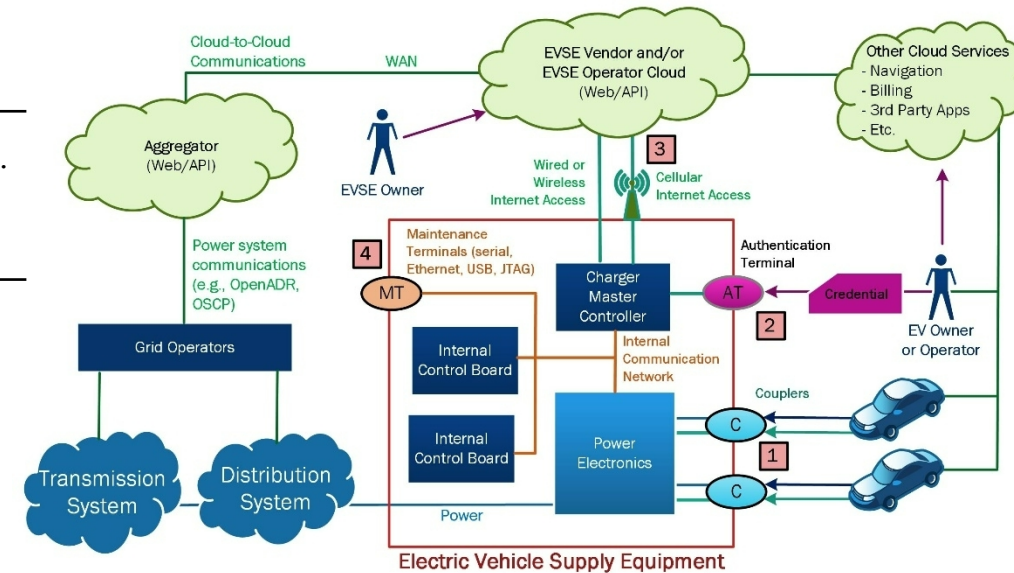 Cloud-to-Cloud
Communications
WAN
EVSE Vendor and/or
EVSE Operator Cloud
(Web/API)
Other Cloud Services
- Navigation
- Billing
- 3rd Party Apps
- Etc.
.
Aggregator
(Web/API)
EVSE Owner
3
Wired or
Wireless
Internet Access
Cellular
Internet Access
Power system
communications
(e.g., OpenADR,
OSCP)
4
Maintenance
Terminals (serial,
Ethernet, USB, JTAG)
MT
Charger
Master
Controller
Authentication
Terminal
AT
Credential
2
EV Owner
or Operator
Grid Operators
Internal
Control Board
Internal
Communication
Network
Couplers
C
Internal
Control Board
Power
Electronics
1
C
Transmission
System
Distribution
System
Power
Electric Vehicle Supply Equipment